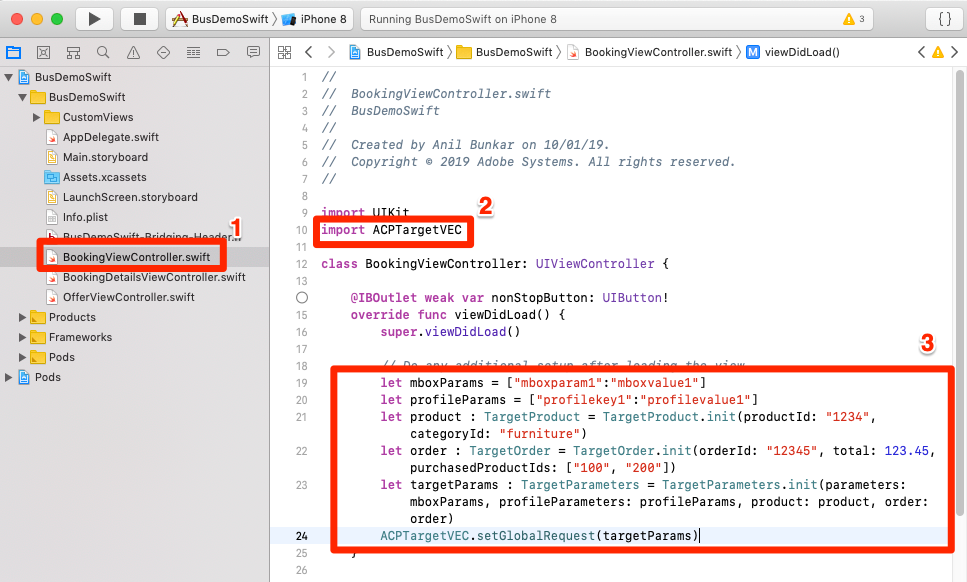 BusDemoSwift
iPhone 8
Running BusDemoSwift on iPhone 8
3
{ }
BusDemoSwift
BusDemoSwift
BookingViewController.swift
M
viewDidLoad()
BusDemoSwift
BusDemoSwift
CustomViews
AppDelegate.swift
Main.storyboard
Assets.xcassets
LaunchScreen.storyboard
Info.plist
BusDemoSwift-Bridging-Header.
1
BookingViewController.swift
BookingDetailsViewController.swift
OfferViewController.swift
Products
Frameworks
Pods
Pods
1 //
2 // BookingViewController.swift
3 // BusDemoSwift
4 //
5 // Created by Anil Bunkar on 10/01/19.
6 // Copyright © 2019 Adobe Systems. All rights reserved.
7 //
8
9 import UIKit
2
10 import ACPTargetVEC
11
12 class BookingViewController: UIViewController {
13
@IBOutlet weak var nonStopButton: UIButton!
15 override func viewDidLoad() {
16 super.viewDidLoad()
17
3
18 // Do any additional setup after loading the view
19 let mboxParams = ["mboxparam1":"mboxvalue1"]
20 let profileParams = ["profilekey1":"profilevalue1"]
21 let product : TargetProduct = TargetProduct.init(productId: "1234",
categoryId: "furniture")
22 let order : TargetOrder = TargetOrder.init(orderId: "12345", total: 123.45,
purchasedProductIds: ["100", "200"])
23 let targetParams : TargetParameters = TargetParameters.init(parameters:
mboxParams, profileParameters: profileParams, product: product, order:
order)
24 ACPTargetVEC.setGlobalRequest(targetParams)
25 }
26